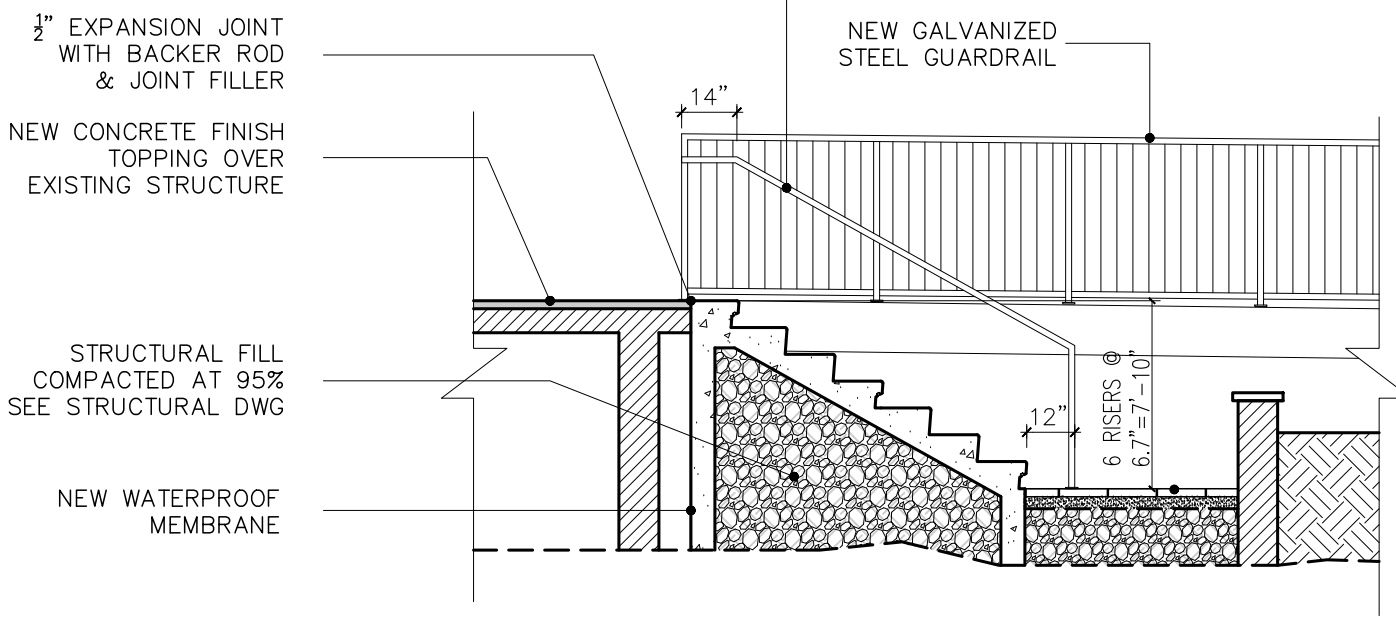 ½" EXPANSION JOINT
WITH BACKER ROD
& JOINT FILLER
NEW CONCRETE FINISH
TOPPING OVER
EXISTING STRUCTURE
STRUCTURAL FILL
COMPACTED AT 95%
SEE STRUCTURAL DWG
NEW WATERPROOF
MEMBRANE
NEW GALVANIZED
STEEL GUARDRAIL
14"
12"
6 RISERS @
6.7"=7'-10"